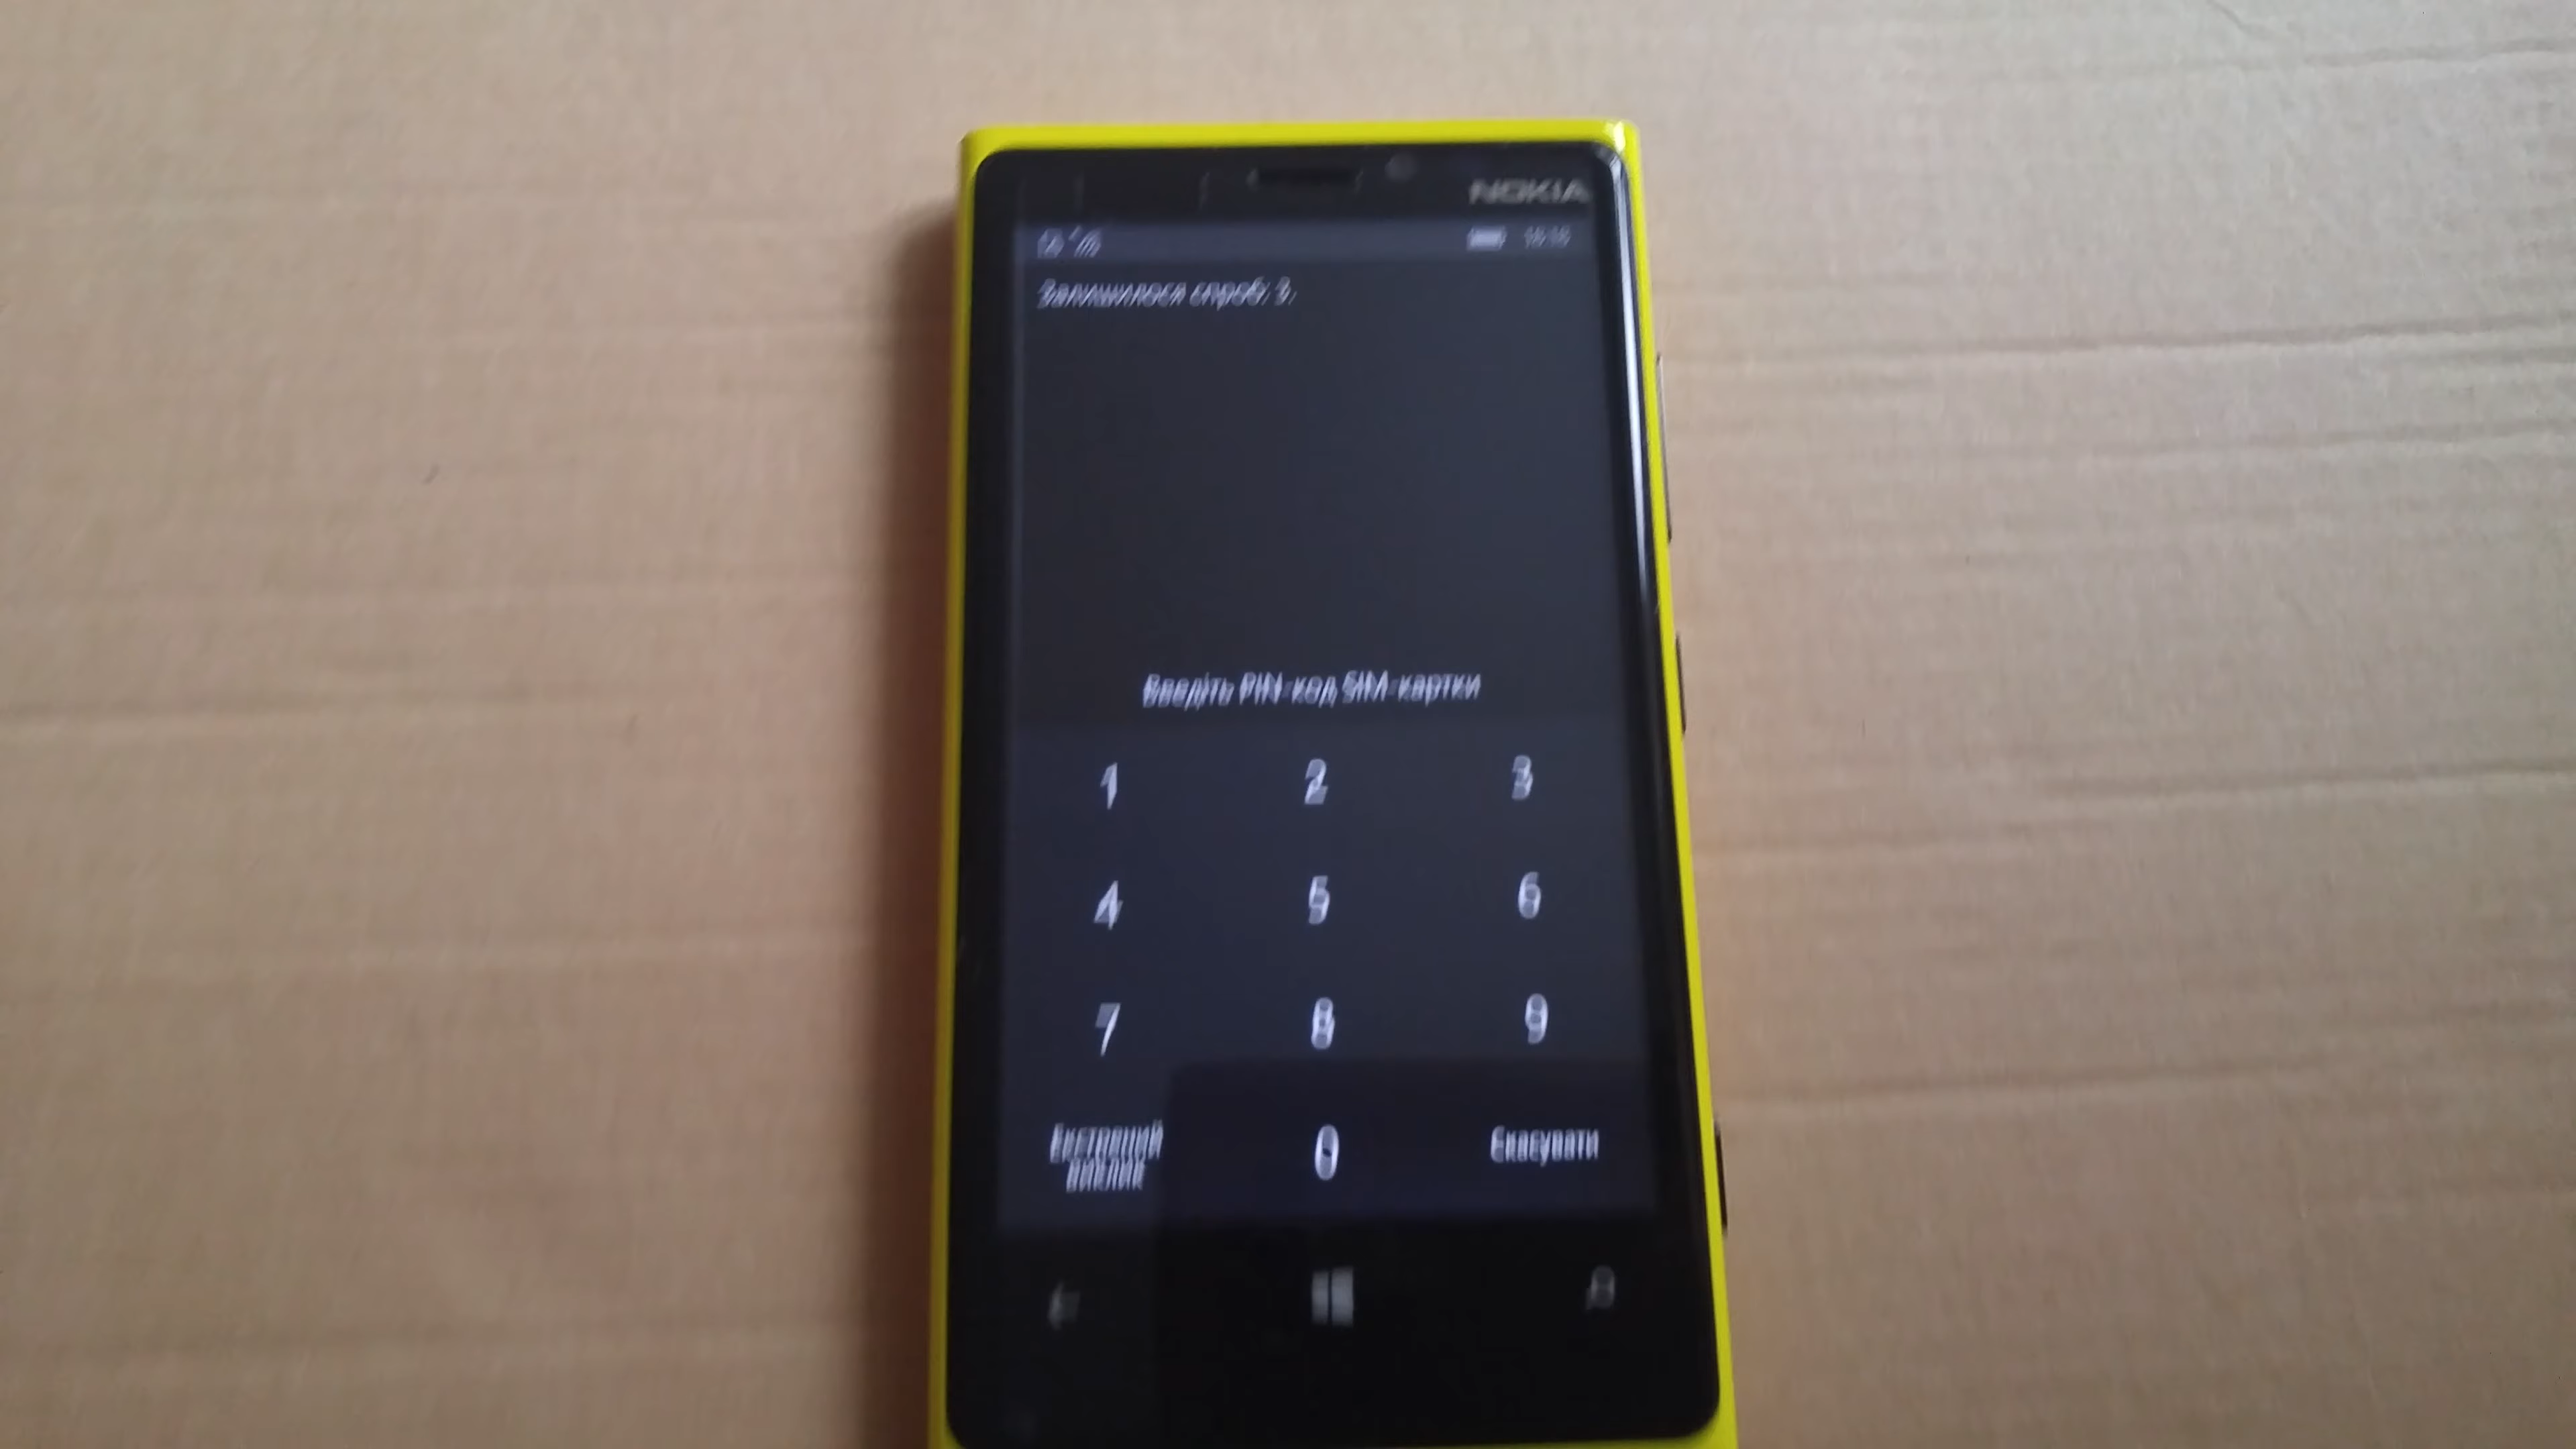 NOKIA
Залишилося спроб: 3.
Введіть PIN-код SIM-картки
1 2 3
4 5 6
7 8 9
Екстрений 0 Скасувати
виклик